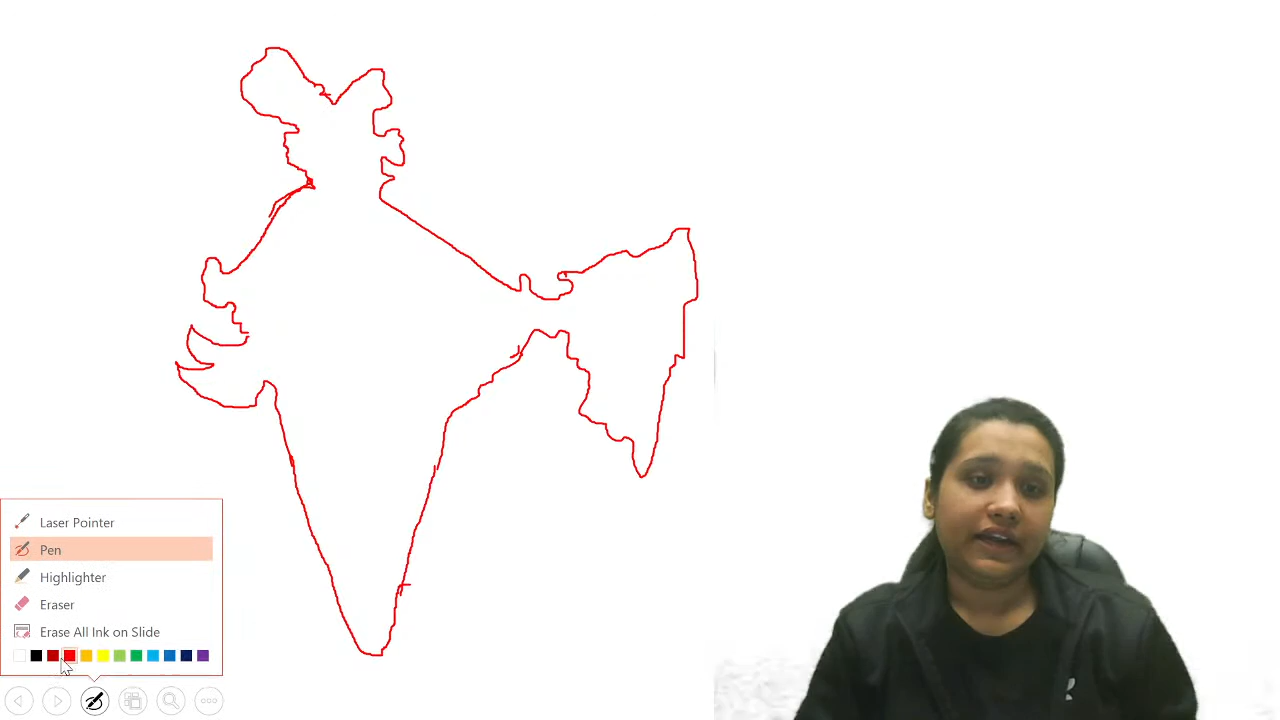 Laser Pointer
Pen
Highlighter
Eraser
Erase All Ink on Slide